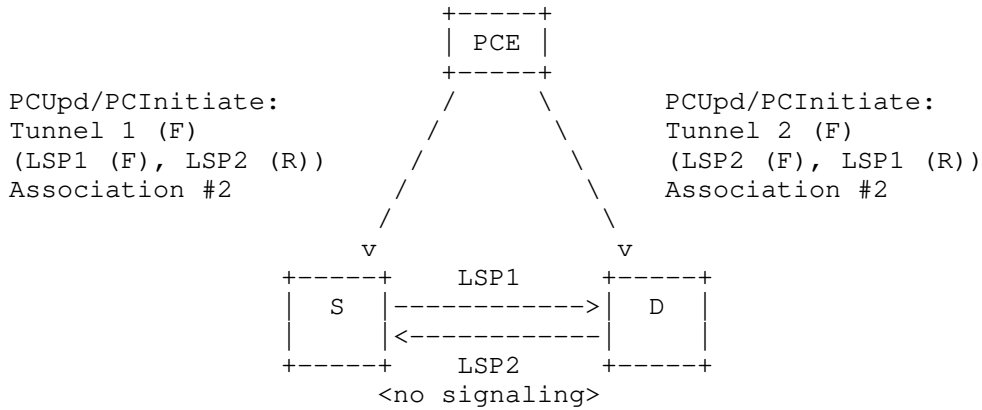 PCE
PCUpd/PCInitiate: PCUpd/PCInitiate:
Tunnel 1 (F) Tunnel 2 (F)
(LSP1 (F), LSP2 (R)) (LSP2 (F), LSP1 (R))
Association #2 Association #2
v v
LSP1
S D
LSP2
<no signaling>